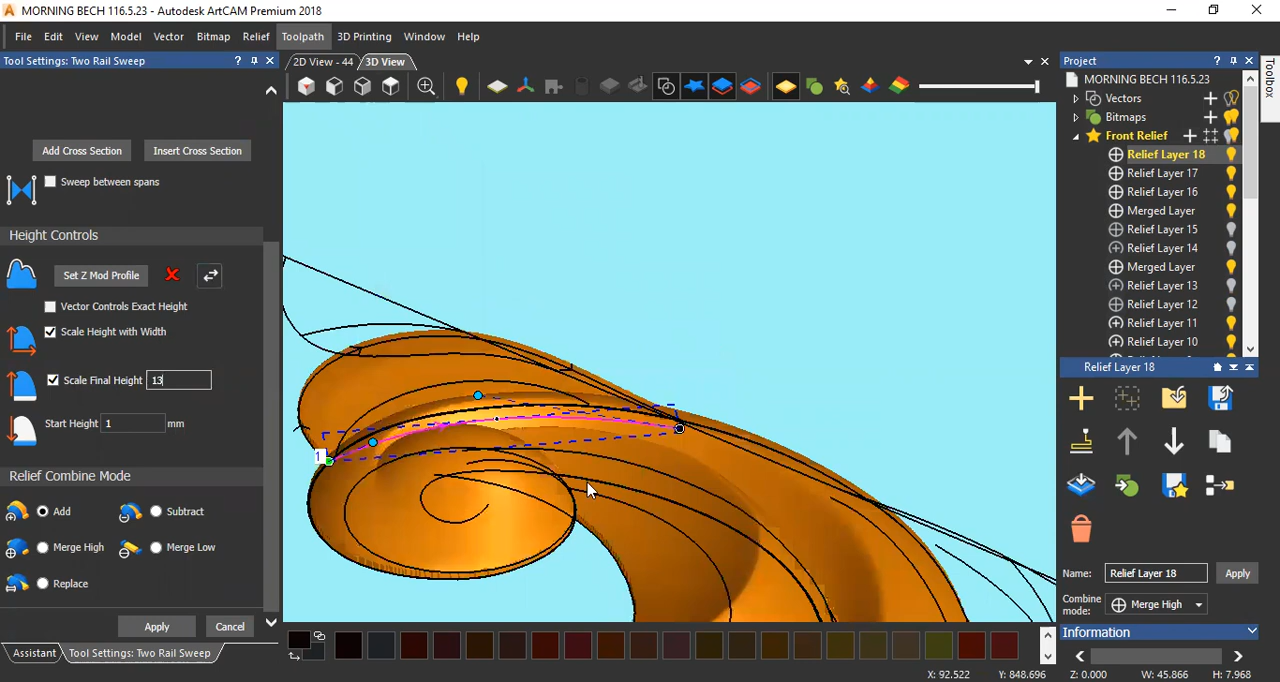 MORNING BECH 116.5.23 - Autodesk ArtCAM Premium 2018
File Edit View Model Vector Bitmap Relief Toolpath 3D Printing Window Help
Tool Settings: Two Rail Sweep ?
2D View - 44 3D View
Project ?
Toolbox
MORNING BECH 116.5.23
Vectors
Bitmaps
Front Relief
Relief Layer 18
Relief Layer 17
Relief Layer 16
Merged Layer
Relief Layer 15
Relief Layer 14
Merged Layer
Relief Layer 13
Relief Layer 12
Relief Layer 11
Relief Layer 10
Add Cross Section Insert Cross Section
Sweep between spans
Height Controls
Set Z Mod Profile
Vector Controls Exact Height
Scale Height with Width
Scale Final Height 13
Start Height 1 mm
Relief Combine Mode
Add Subtract
Merge High Merge Low
Replace
Apply Cancel
Assistant Tool Settings: Two Rail Sweep
1
Relief Layer 18
Name: Relief Layer 18 Apply
Combine mode: Merge High
Information
X: 92.522 Y: 848.696 Z: 0.000 W: 45.866 H: 7.968